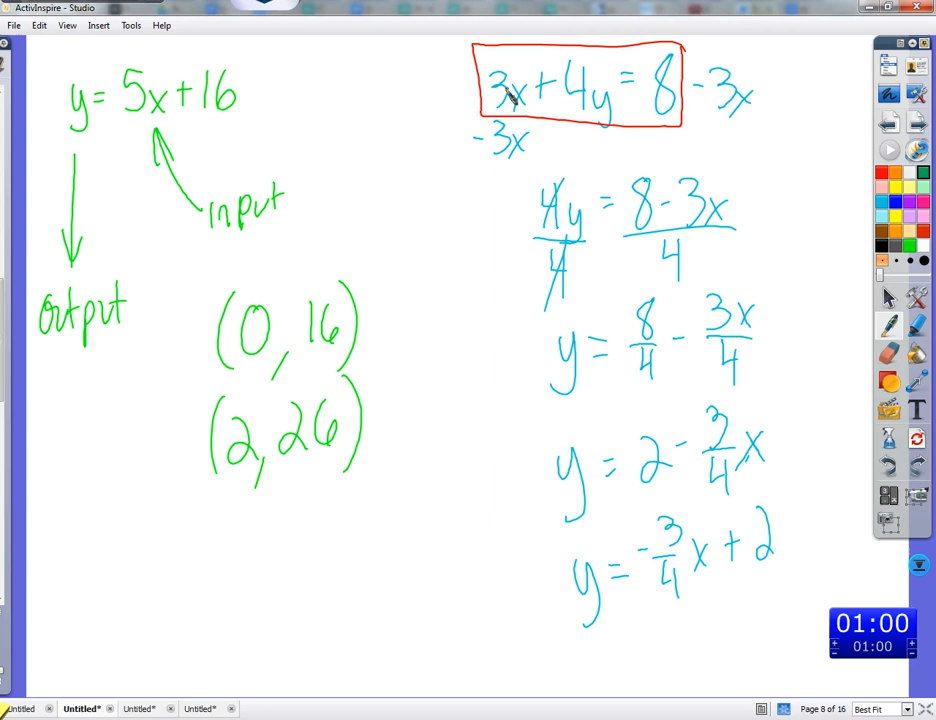 ActivInspire - Studio
File Edit View Insert Tools Help
y = 5x + 16
input
output
(0, 16)
(2, 26)
3x + 4y = 8 - 3x
- 3x
4y = 8 - 3x
4 4
y = 8/4 - 3x/4
y = 2 - 3/4 x
y = -3/4 x + 2
01:00
01:00
Untitled Untitled* Untitled* Untitled*
Page 8 of 16 Best Fit